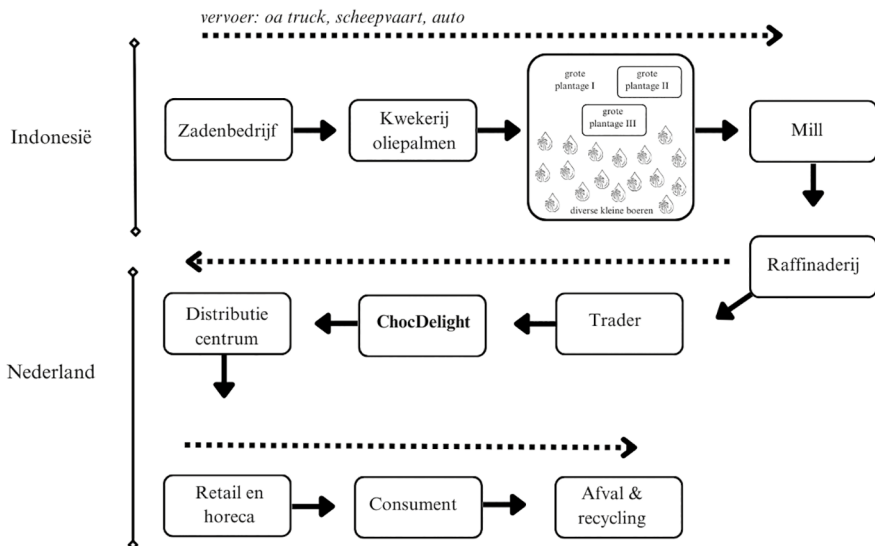 vervoer: oa truck, scheepvaart, auto
Indonesië
Zadenbedrijf
Kwekerij
oliepalmen
grote
plantage I
grote
plantage II
grote
plantage III
diverse kleine boeren
Mill
Raffinaderij
Nederland
Distributie
centrum
ChocDelight
Trader
Retail en
horeca
Consument
Afval &
recycling